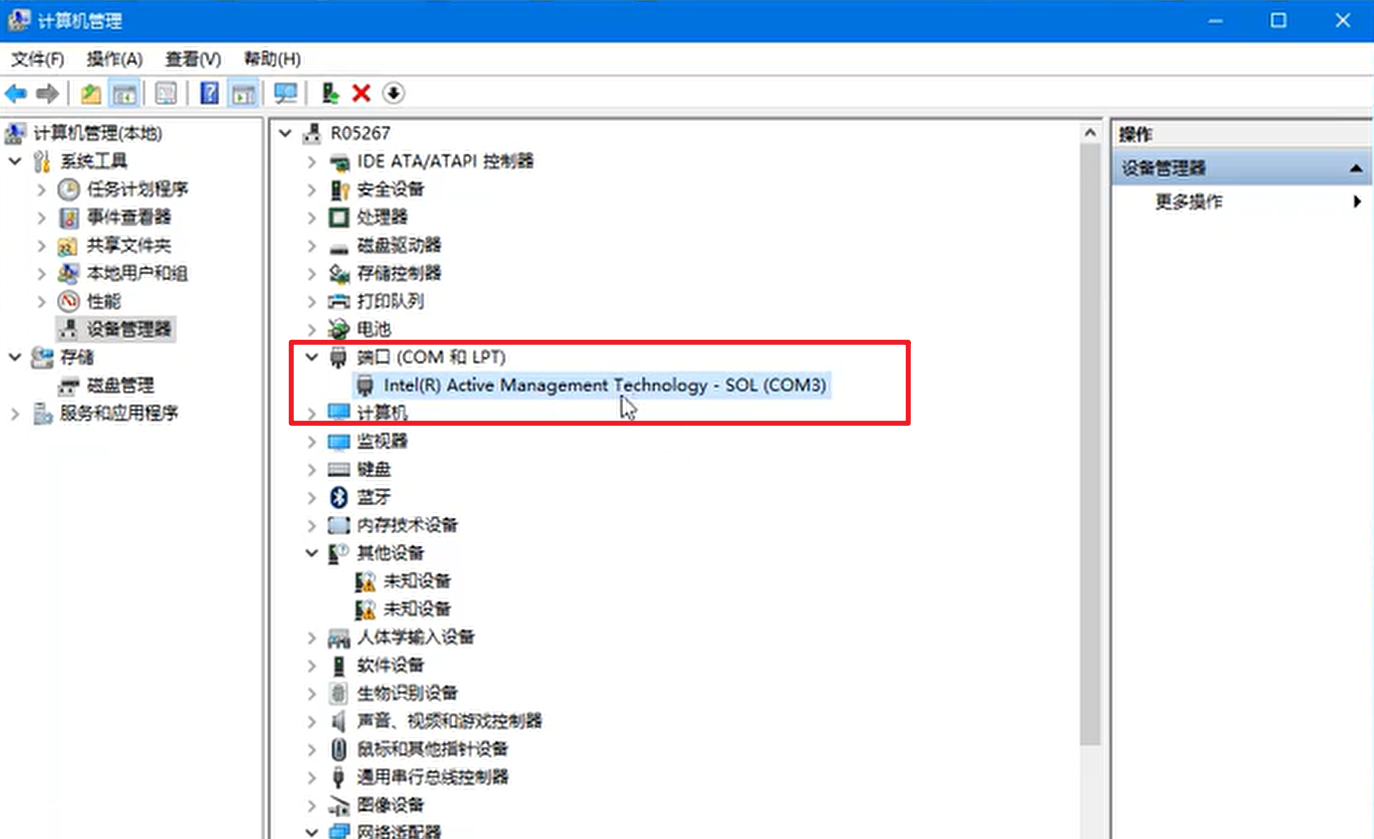 计算机管理
文件(F) 操作(A) 查看(V) 帮助(H)
计算机管理(本地)
系统工具
任务计划程序
事件查看器
共享文件夹
本地用户和组
性能
设备管理器
存储
磁盘管理
服务和应用程序
R05267
IDE ATA/ATAPI 控制器
安全设备
处理器
磁盘驱动器
存储控制器
打印队列
电池
端口 (COM 和 LPT)
Intel(R) Active Management Technology - SOL (COM3)
计算机
监视器
键盘
蓝牙
内存技术设备
其他设备
未知设备
未知设备
人体学输入设备
软件设备
生物识别设备
声音、视频和游戏控制器
鼠标和其他指针设备
通用串行总线控制器
图像设备
网络适配器
操作
设备管理器
更多操作